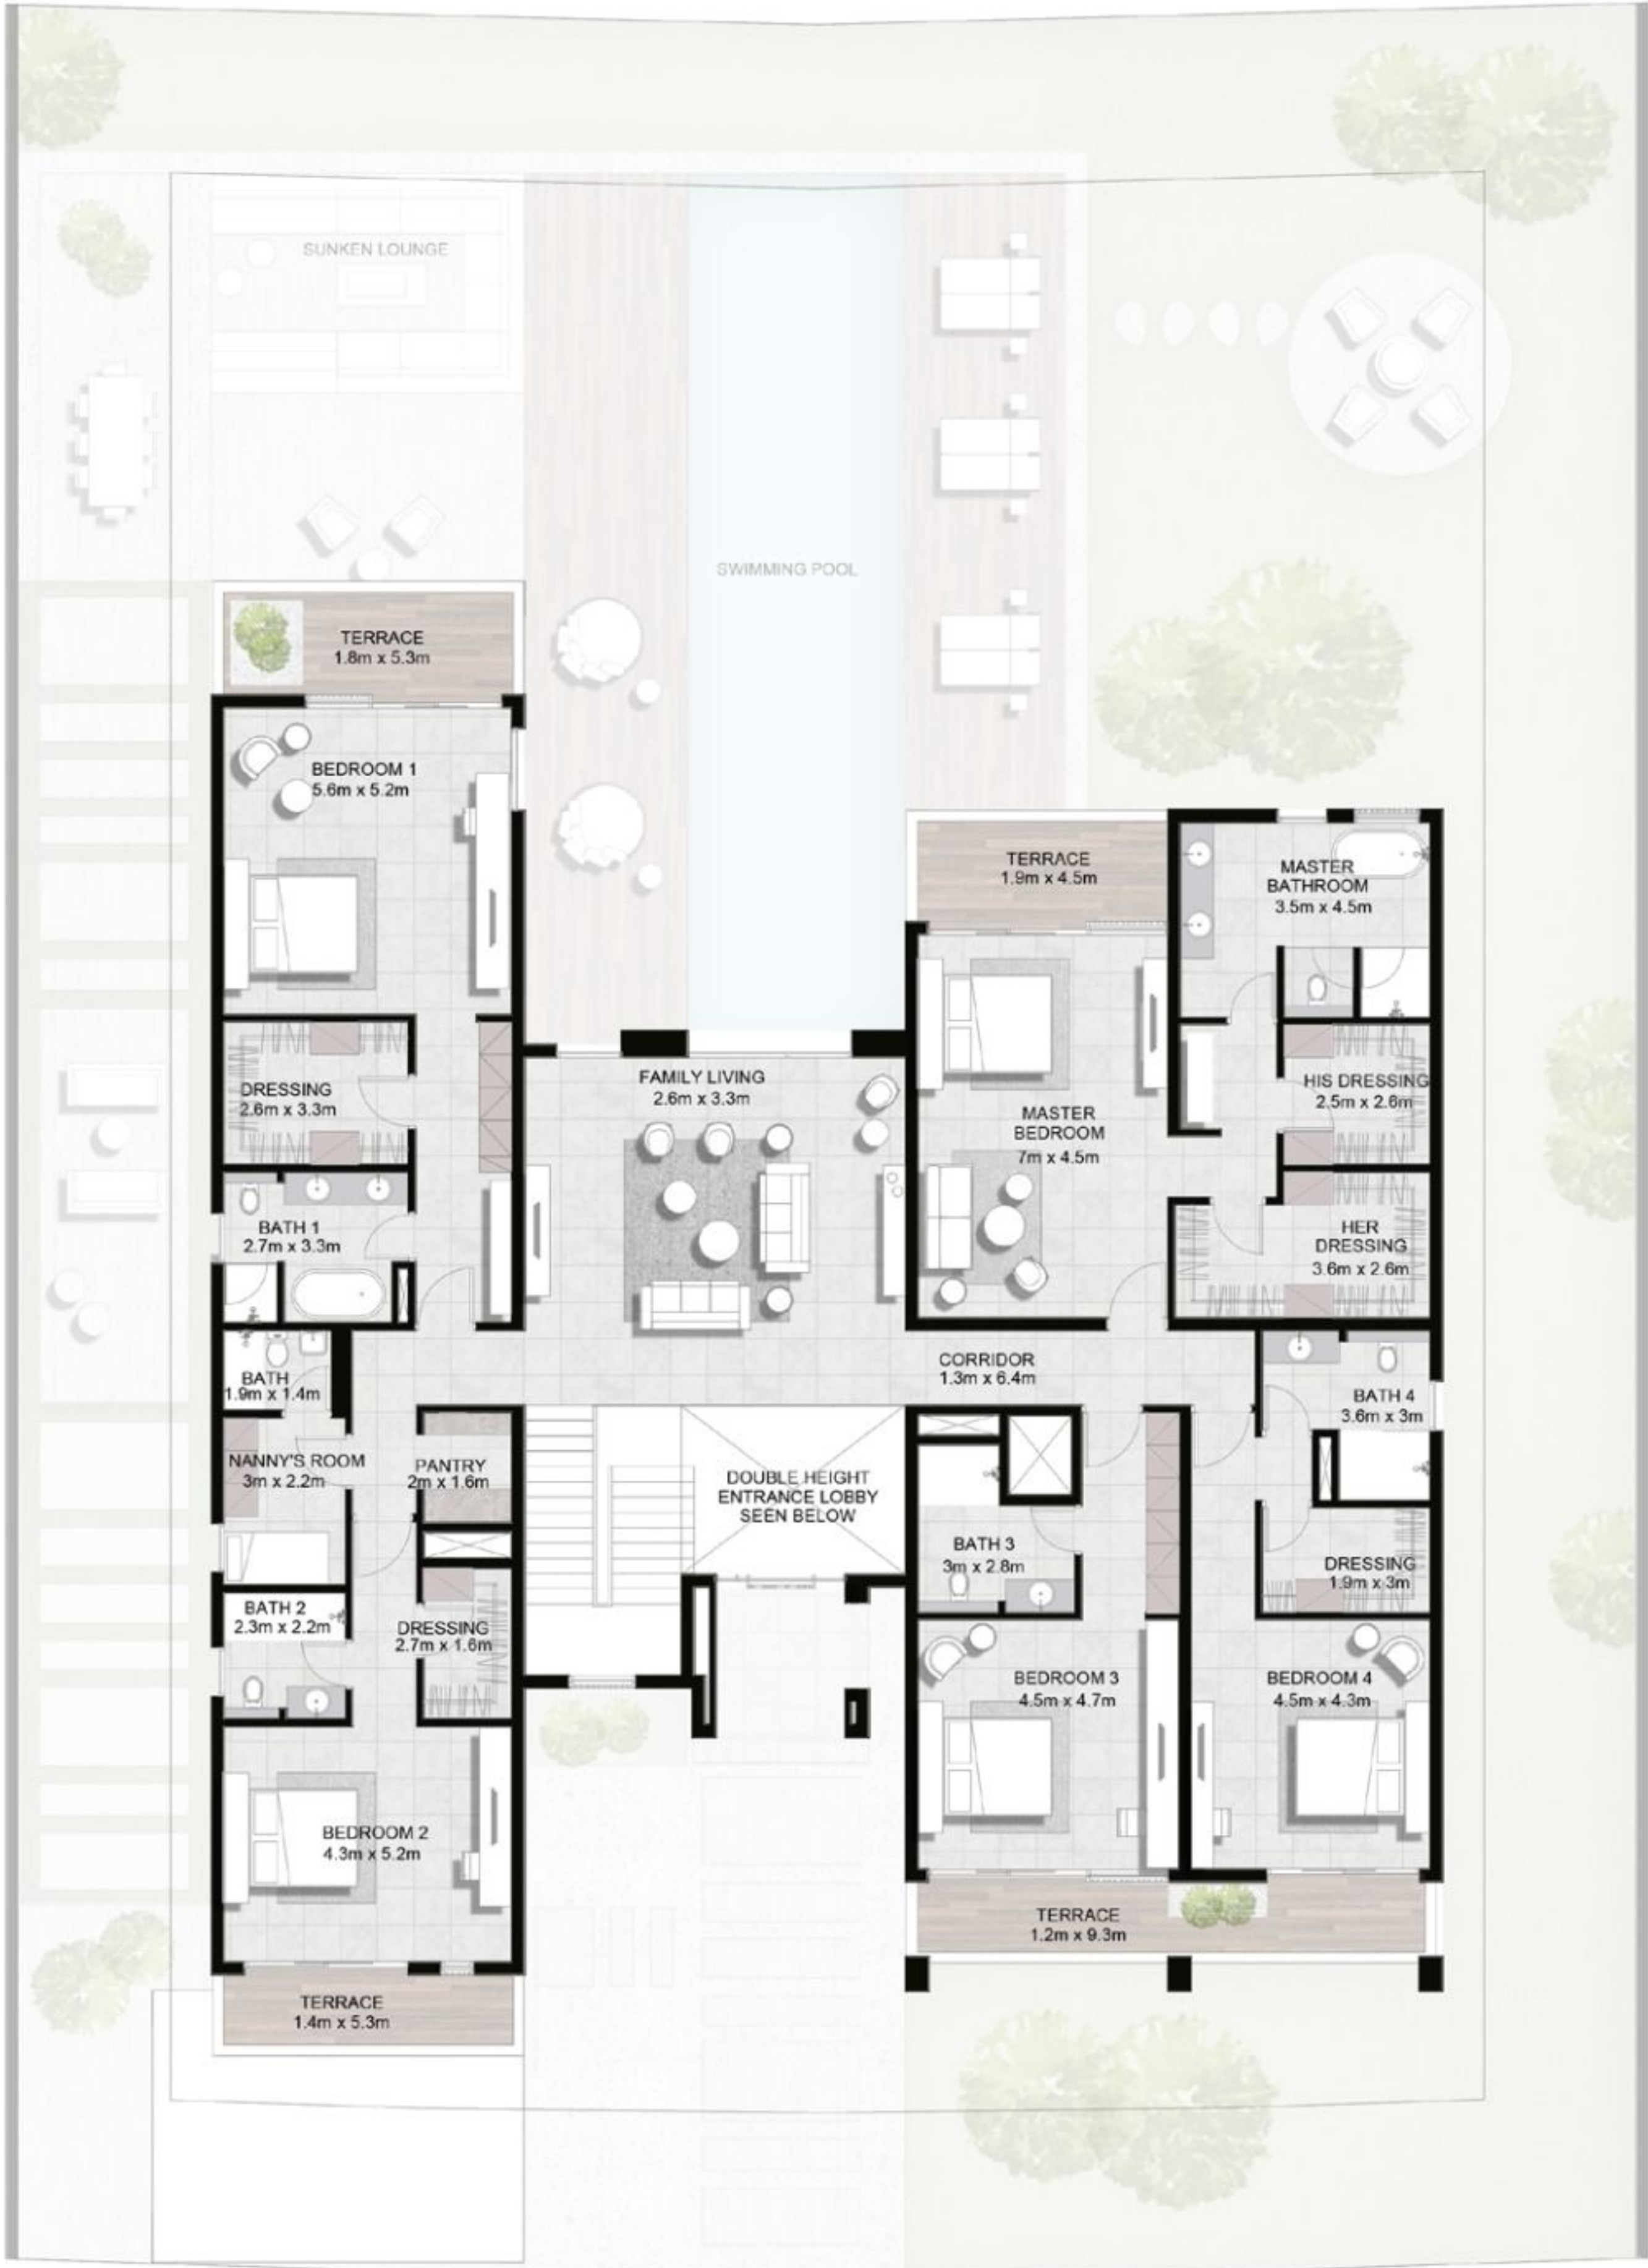 SUNKEN LOUNGE
SWIMMING POOL
TERRACE
1.8m x 5.3m
BEDROOM 1
5.6m x 5.2m
TERRACE
1.9m x 4.5m
MASTER
BATHROOM
3.5m x 4.5m
DRESSING
2.6m x 3.3m
FAMILY LIVING
2.6m x 3.3m
MASTER
BEDROOM
7m x 4.5m
HIS DRESSING
2.5m x 2.6m
BATH 1
2.7m x 3.3m
HER
DRESSING
3.6m x 2.6m
BATH
1.9m x 1.4m
CORRIDOR
1.3m x 6.4m
BATH 4
3.6m x 3m
NANNY'S ROOM
3m x 2.2m
PANTRY
2m x 1.6m
DOUBLE HEIGHT
ENTRANCE LOBBY
SEEN BELOW
BATH 3
3m x 2.8m
DRESSING
1.9m x 3m
BATH 2
2.3m x 2.2m
DRESSING
2.7m x 1.6m
BEDROOM 3
4.5m x 4.7m
BEDROOM 4
4.5m x 4.3m
BEDROOM 2
4.3m x 5.2m
TERRACE
1.2m x 9.3m
TERRACE
1.4m x 5.3m